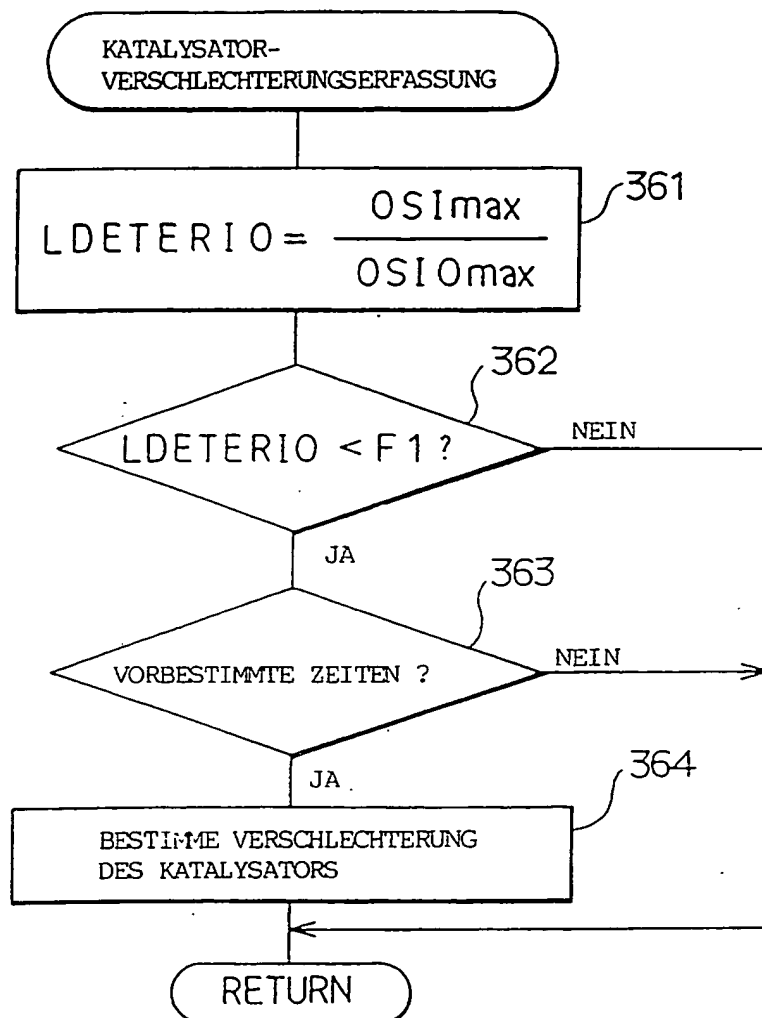 KATALYSATOR-
VERSCHLECHTERUNGSERFASSUNG
361
LDETERIO = OSImax
OSIOmax
362
LDETERIO < F1 ?
NEIN
JA
363
VORBESTIMMTE ZEITEN ?
NEIN
JA
364
BESTIMME VERSCHLECHTERUNG
DES KATALYSATORS
RETURN